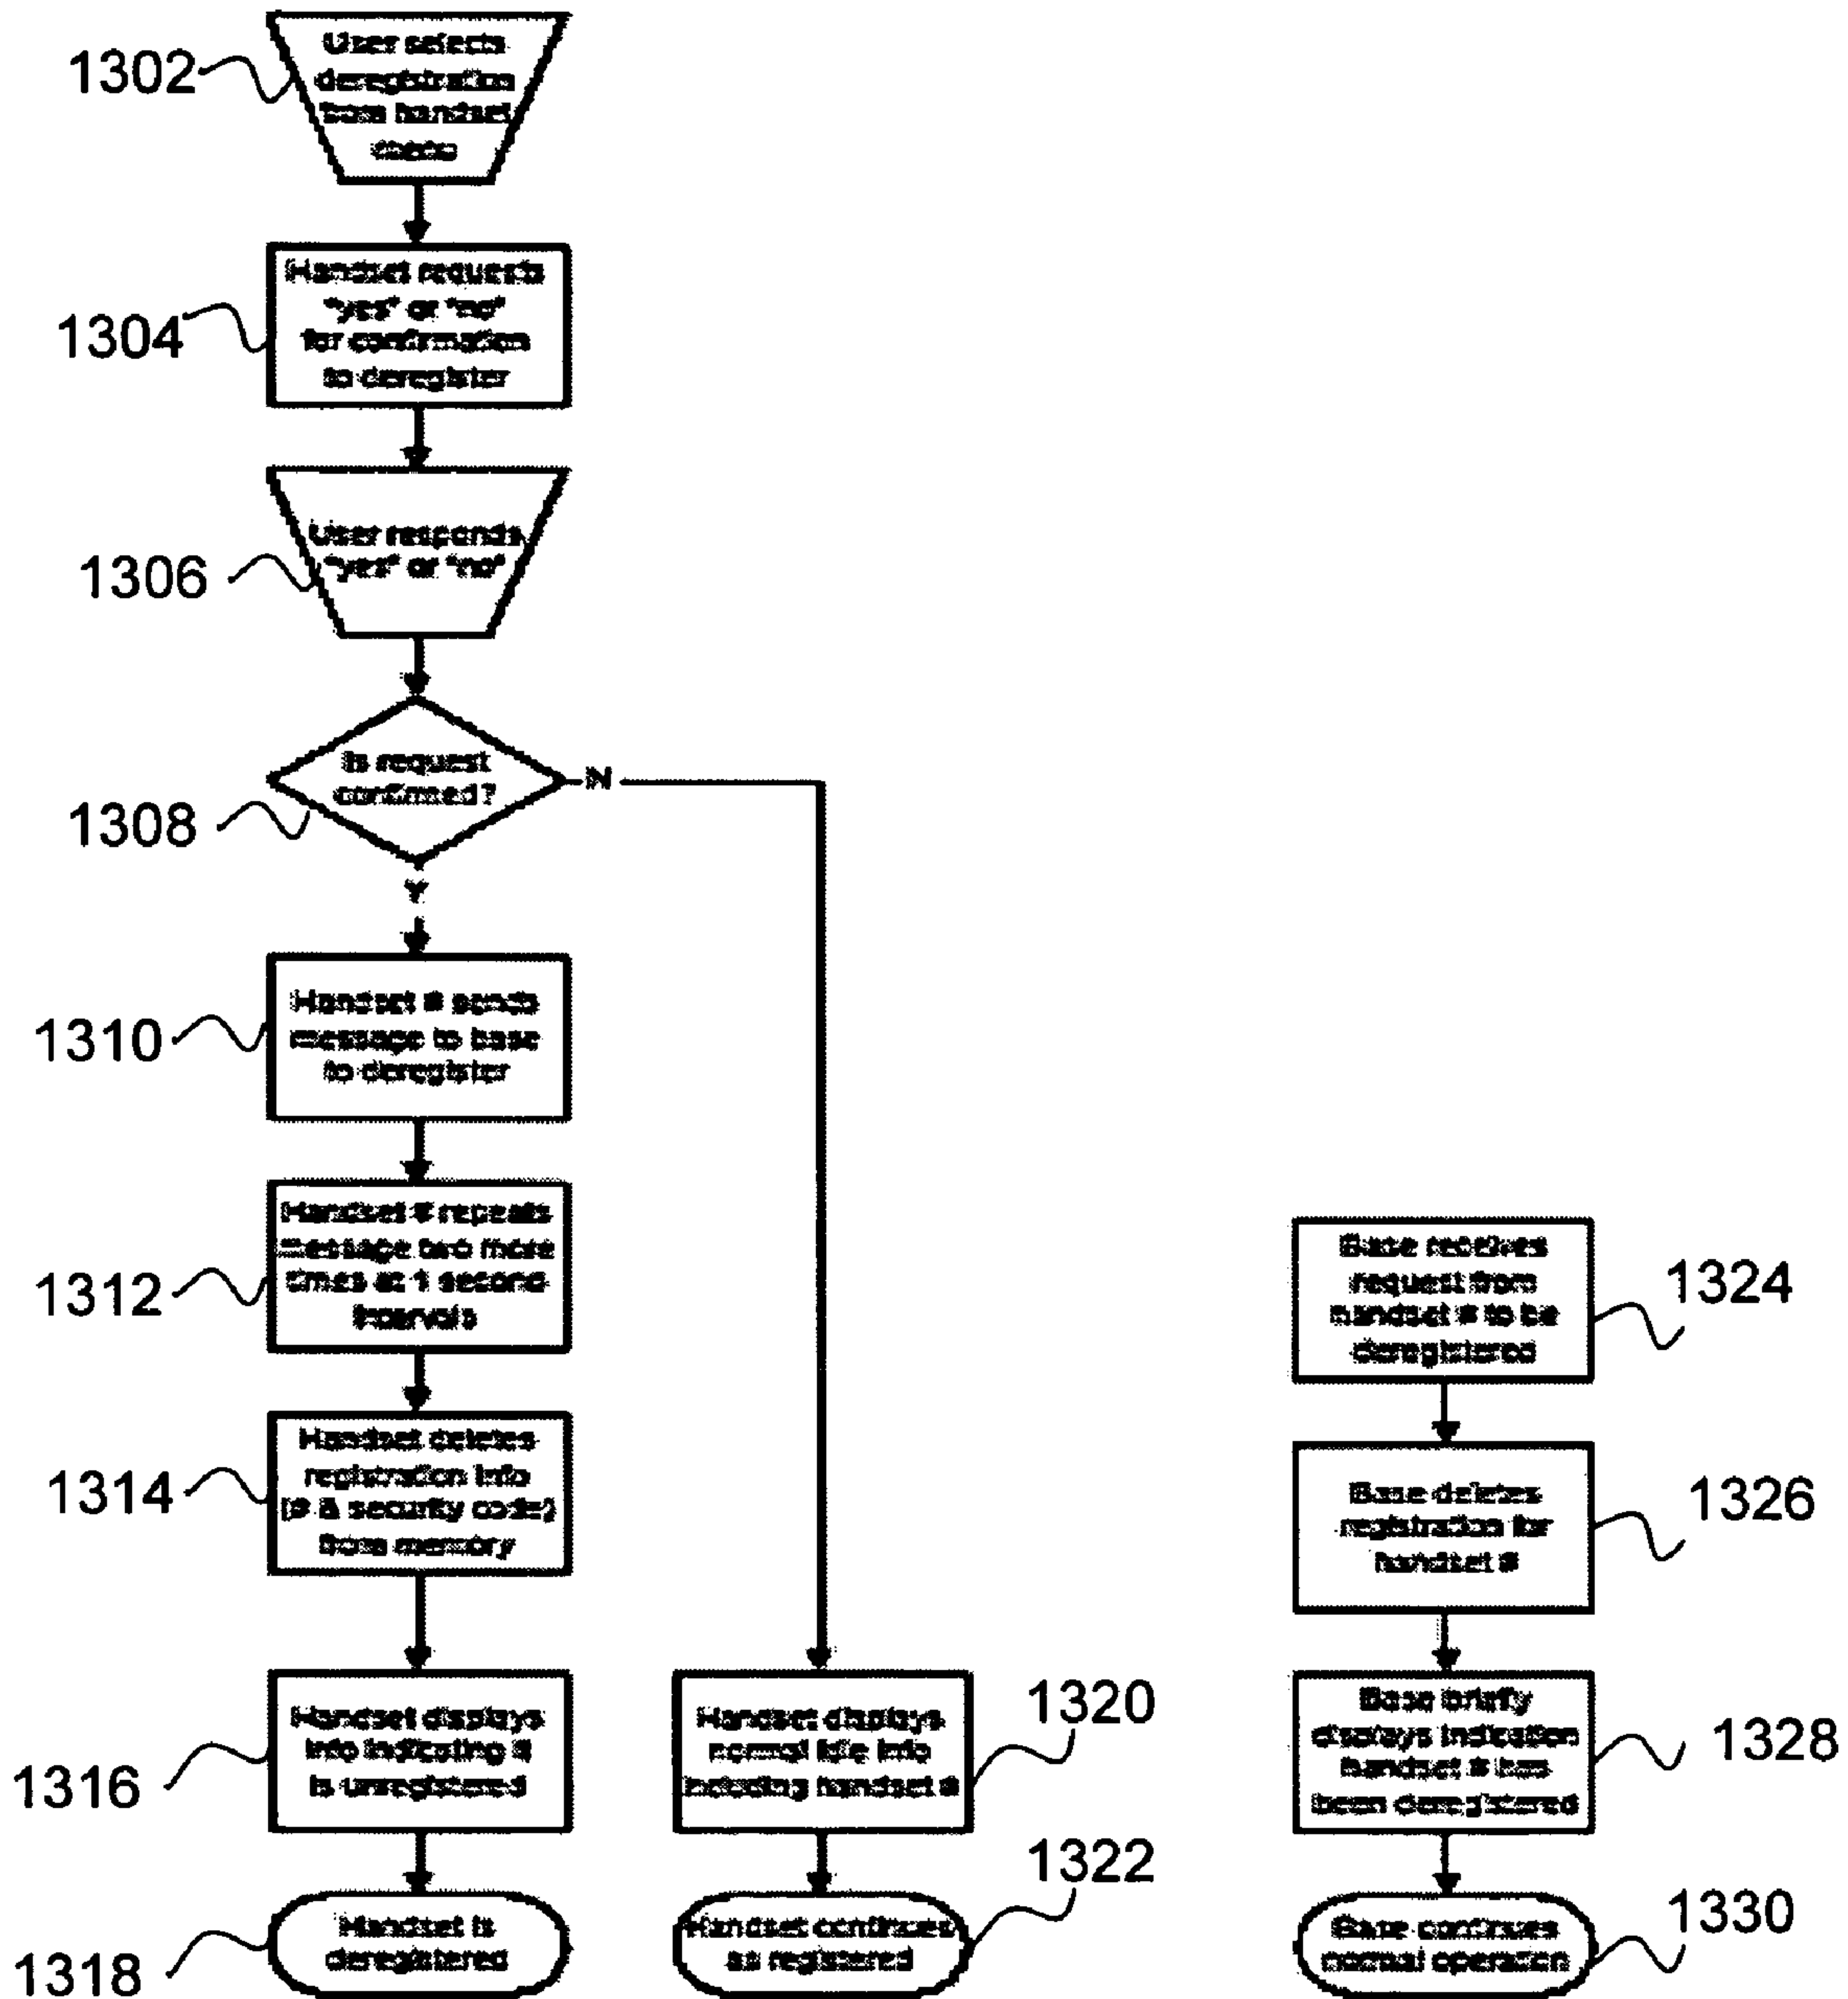 1302
User selects
deregistration
from handset
menu
1304
Handset requests
"yes" or "no"
for confirmation
to deregister
1306
User responds
"yes" or "no"
1308
Is request
confirmed?
N
Y
1310
Handset # sends
message to base
to deregister
1312
Handset # repeats
message two more
times at 1 second
intervals
1314
Handset deletes
registration info
(# & security code)
from memory
1316
Handset displays
info indicating it
is unregistered
1318
Handset is
deregistered
1320
Handset displays
normal idle info
including handset #
1322
Handset continues
as registered
1324
Base receives
request from
handset # to be
deregistered
1326
Base deletes
registration for
handset #
1328
Base briefly
displays indication
handset # has
been deregistered
1330
Base continues
normal operation